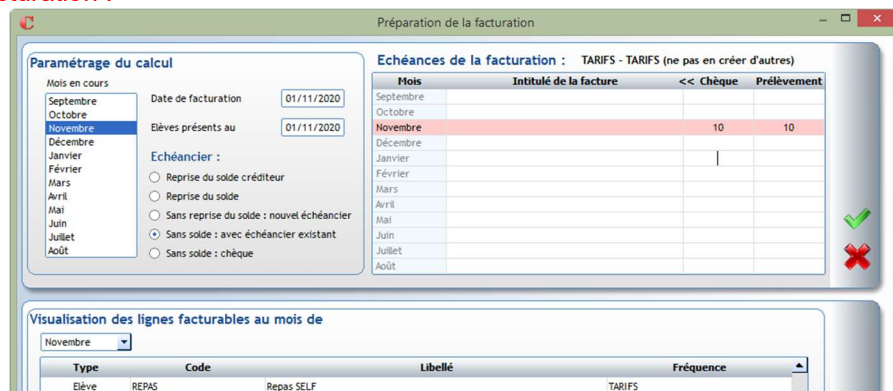 Préparation de la facturation
Paramétrage du calcul
Mois en cours
Septembre
Octobre
Novembre
Décembre
Janvier
Février
Mars
Avril
Mai
Juin
Juillet
Août
Date de facturation 01/11/2020
Elèves présents au 01/11/2020
Echéancier :
Reprise du solde créditeur
Reprise du solde
Sans reprise du solde : nouvel échéancier
Sans solde : avec échéancier existant
Sans solde : chèque
Echéances de la facturation : TARIFS - TARIFS (ne pas en créer d'autres)
Mois Intitulé de la facture << Chèque Prélèvement
Septembre
Octobre
Novembre 10 10
Décembre
Janvier
Février
Mars
Avril
Mai
Juin
Juillet
Août
Visualisation des lignes facturables au mois de
Novembre
Type Code Libellé Fréquence
Elève REPAS Repas SELF TARIFS